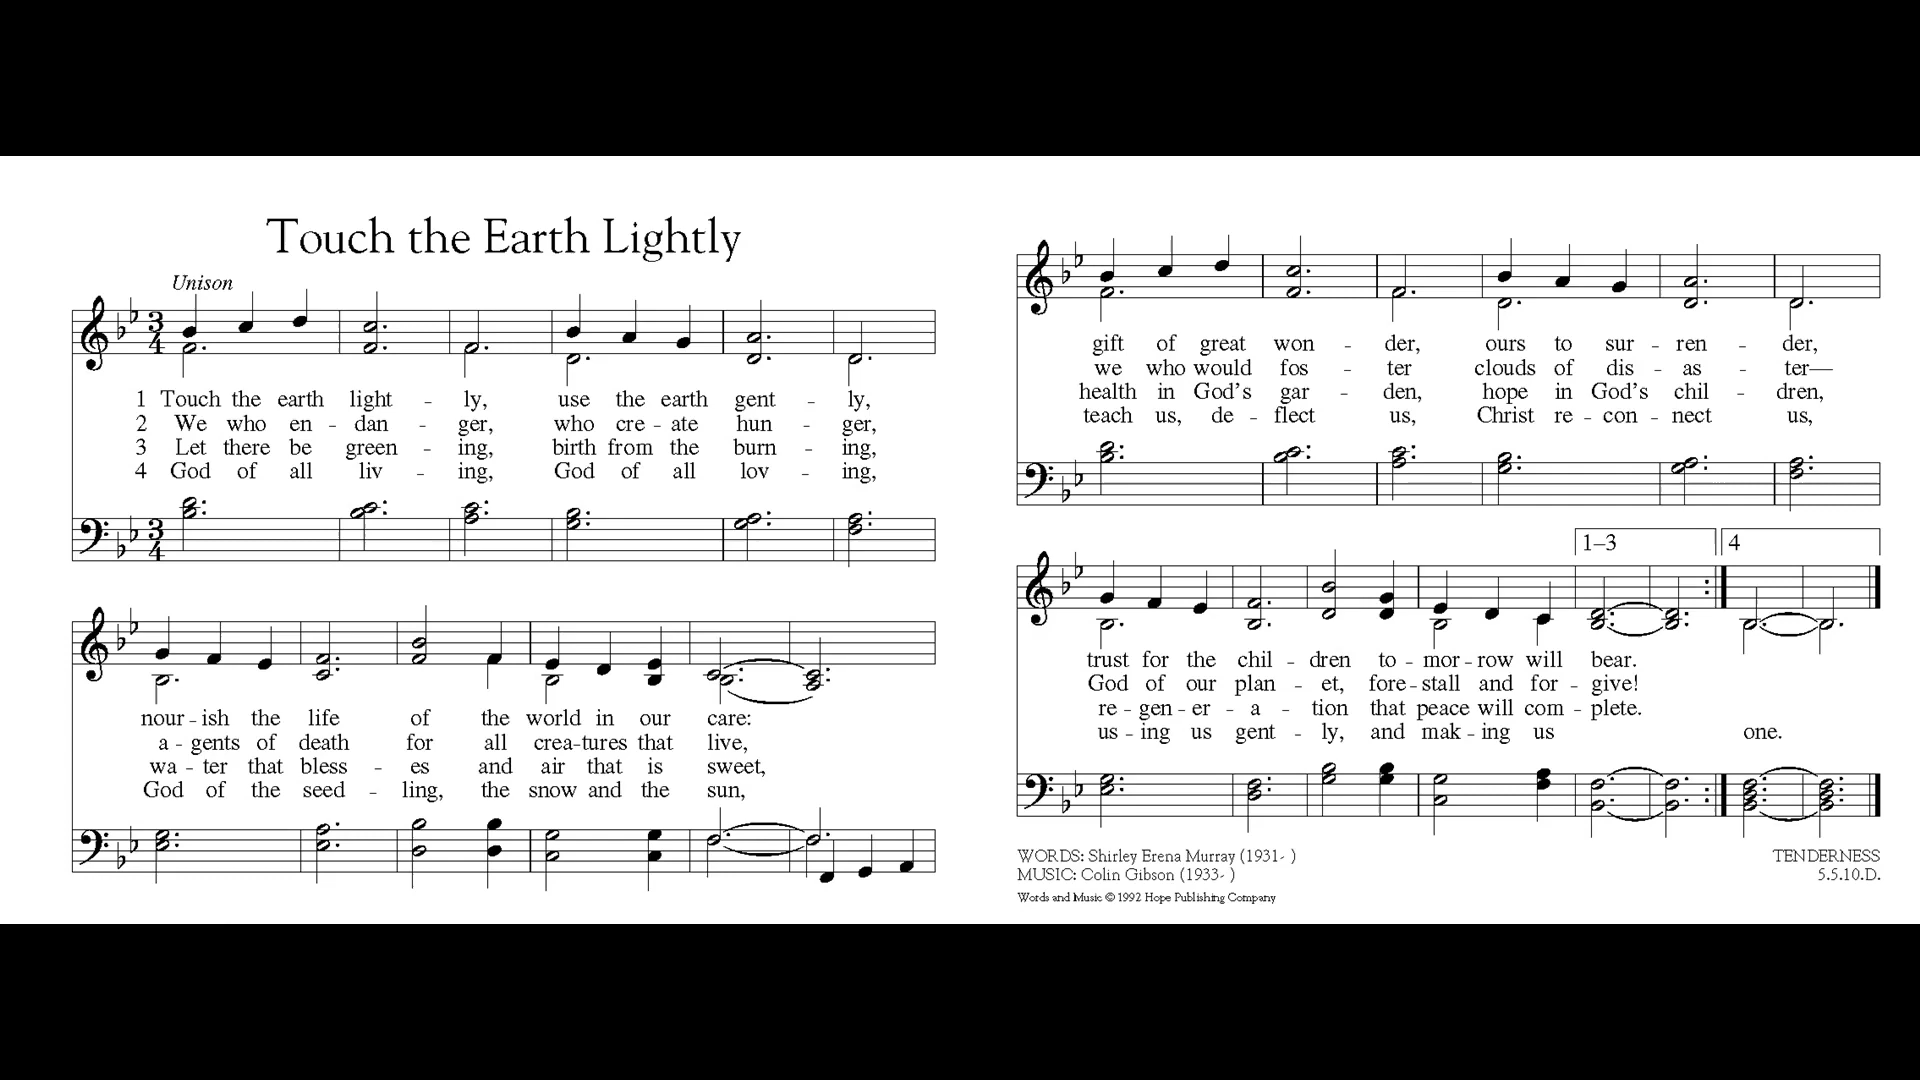 Touch the Earth Lightly
Unison
3
4
1 Touch the earth light - ly, use the earth gent - ly,
2 We who en - dan - ger, who cre - ate hun - ger,
3 Let there be green - ing, birth from the burn - ing,
4 God of all liv - ing, God of all lov - ing,
3
4
nour - ish the life of the world in our care:
a - gents of death for all crea - tures that live,
wa - ter that bless - es and air that is sweet,
God of the seed - ling, the snow and the sun,
gift of great won - der, ours to sur - ren - der,
we who would fos - ter clouds of dis - as - ter—
health in God's gar - den, hope in God's chil - dren,
teach us, de - flect us, Christ re - con - nect us,
1–3 4
trust for the chil - dren to - mor - row will bear.
God of our plan - et, fore - stall and for - give!
re - gen - er - a - tion that peace will com - plete.
us - ing us gent - ly, and mak - ing us one.
WORDS: Shirley Erena Murray (1931- )
MUSIC: Colin Gibson (1933- )
Words and Music © 1992 Hope Publishing Company
TENDERNESS
5.5.10.D.